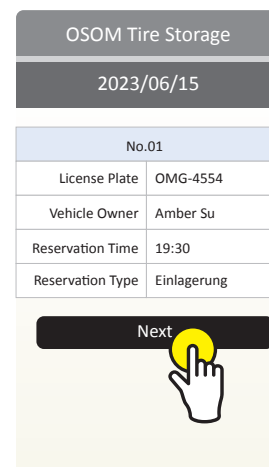 OSOM Tire Storage
2023/06/15
No.01
License Plate OMG-4554
Vehicle Owner Amber Su
Reservation Time 19:30
Reservation Type Einlagerung
Next